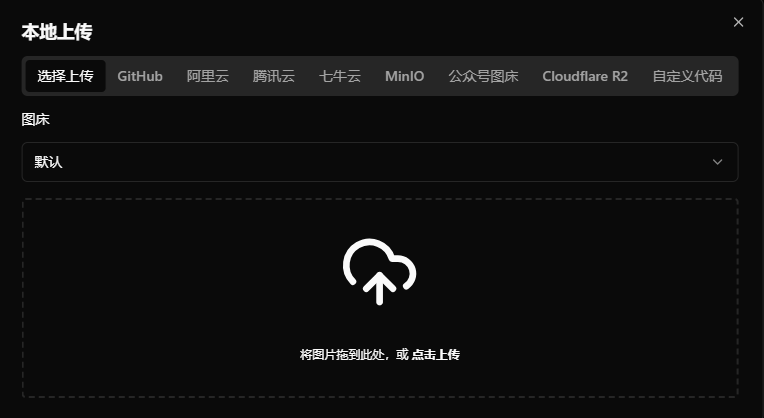 本地上传
选择上传 GitHub 阿里云 腾讯云 七牛云 MinIO 公众号图床 Cloudflare R2 自定义代码
图床
默认
将图片拖到此处，或 点击上传